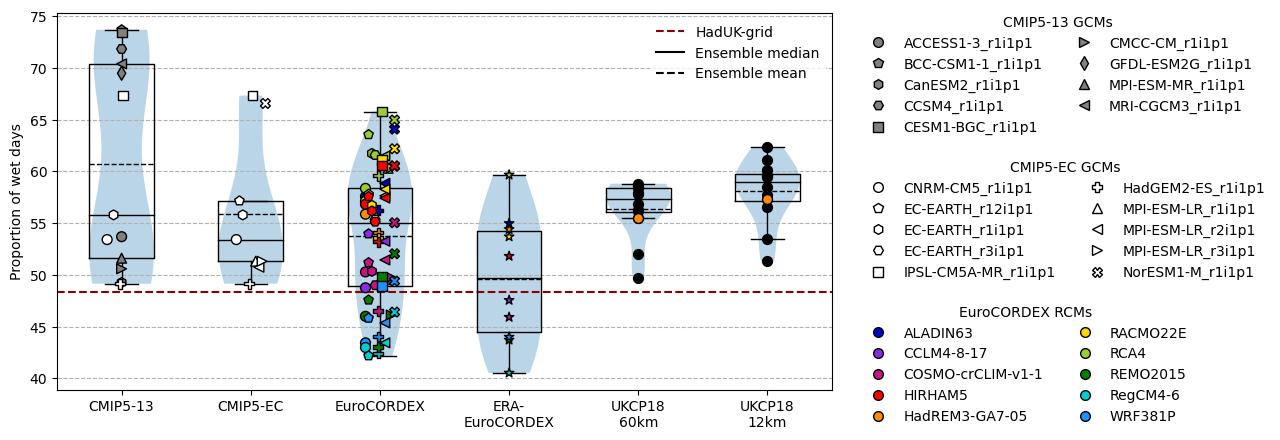 Proportion of wet days
75
70
65
60
55
50
45
40
HadUK-grid
Ensemble median
Ensemble mean
CMIP5-13
CMIP5-EC
EuroCORDEX
ERA-
EuroCORDEX
UKCP18
60km
UKCP18
12km
CMIP5-13 GCMs
ACCESS1-3_r1i1p1
BCC-CSM1-1_r1i1p1
CanESM2_r1i1p1
CCSM4_r1i1p1
CESM1-BGC_r1i1p1
CMCC-CM_r1i1p1
GFDL-ESM2G_r1i1p1
MPI-ESM-MR_r1i1p1
MRI-CGCM3_r1i1p1
CMIP5-EC GCMs
CNRM-CM5_r1i1p1
EC-EARTH_r12i1p1
EC-EARTH_r1i1p1
EC-EARTH_r3i1p1
IPSL-CM5A-MR_r1i1p1
HadGEM2-ES_r1i1p1
MPI-ESM-LR_r1i1p1
MPI-ESM-LR_r2i1p1
MPI-ESM-LR_r3i1p1
NorESM1-M_r1i1p1
EuroCORDEX RCMs
ALADIN63
CCLM4-8-17
COSMO-crCLIM-v1-1
HIRHAM5
HadREM3-GA7-05
RACMO22E
RCA4
REMO2015
RegCM4-6
WRF381P